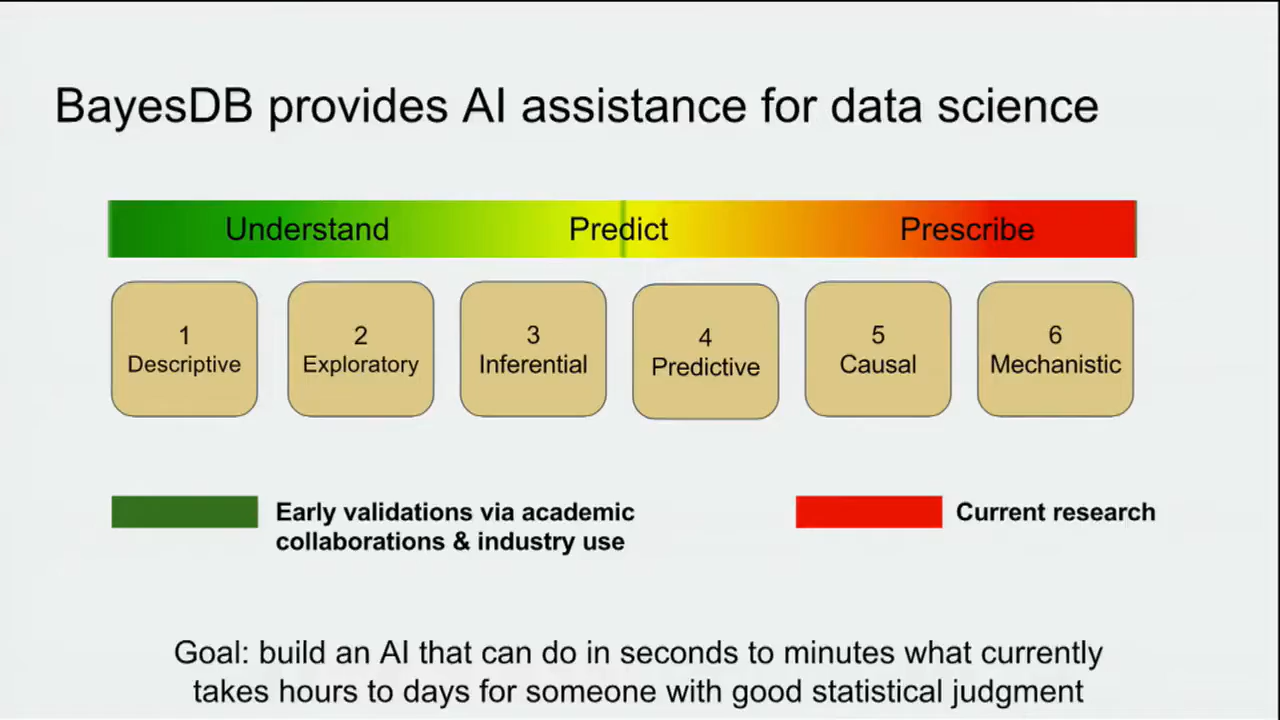 BayesDB provides AI assistance for data science
Understand Predict Prescribe
1
Descriptive
2
Exploratory
3
Inferential
4
Predictive
5
Causal
6
Mechanistic
Early validations via academic
collaborations & industry use
Current research
Goal: build an AI that can do in seconds to minutes what currently
takes hours to days for someone with good statistical judgment